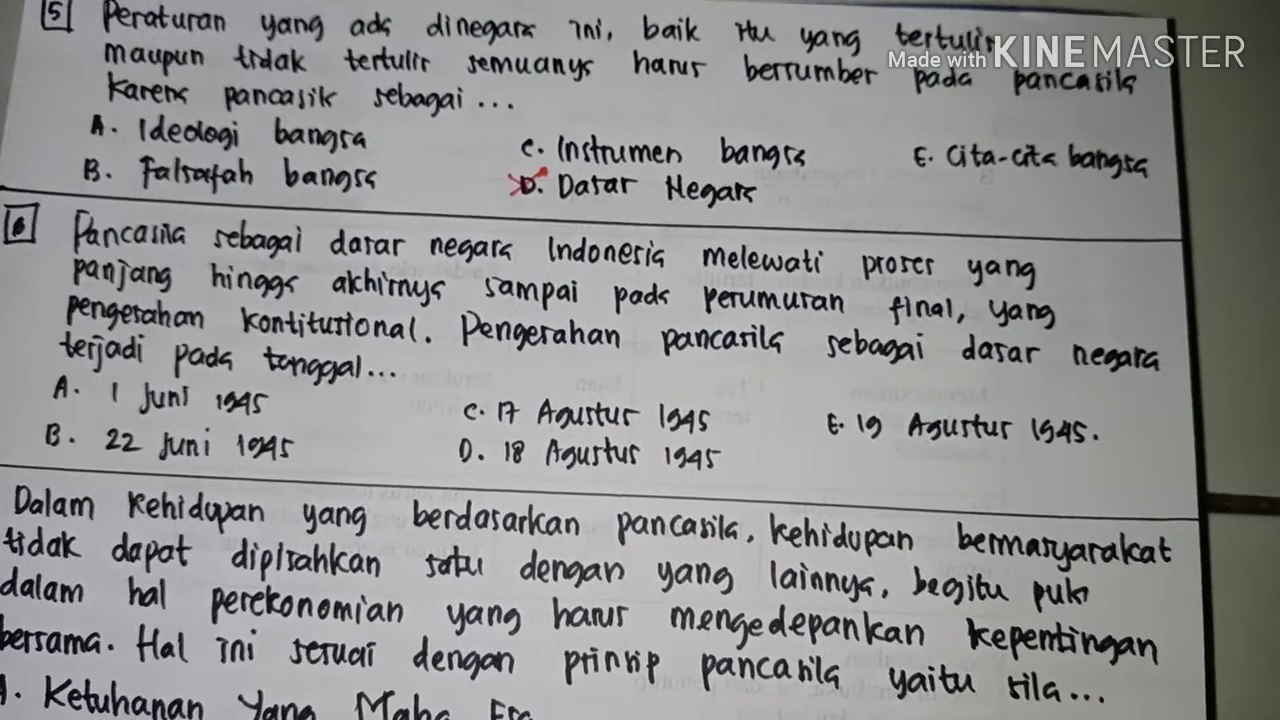 5 Peraturan yang ada dinegara ini, baik itu yang tertulis
Made with KINEMASTER
maupun tidak tertulis semuanya harus bersumber pada pancasila
karena pancasila sebagai ...
A. Ideologi bangsa
C. Instrumen bangsa
E. Cita-cita bangsa
B. Falsafah bangsa
D. Dasar Negara
6 Pancasila sebagai dasar negara Indonesia melewati proses yang
panjang hingga akhirnya sampai pada perumusan final, yang
pengesahan kontitusional. Pengesahan pancasila sebagai dasar negara
terjadi pada tanggal...
A. 1 Juni 1945
C. 17 Agustus 1945
E. 19 Agustus 1945.
B. 22 Juni 1945
D. 18 Agustus 1945
Dalam kehidupan yang berdasarkan pancasila, kehidupan bermasyarakat
tidak dapat dipisahkan satu dengan yang lainnya, begitu pula
dalam hal perekonomian yang harus mengedepankan kepentingan
bersama. Hal ini sesuai dengan prinsip pancasila yaitu sila...
A. Ketuhanan Yang Maha Esa